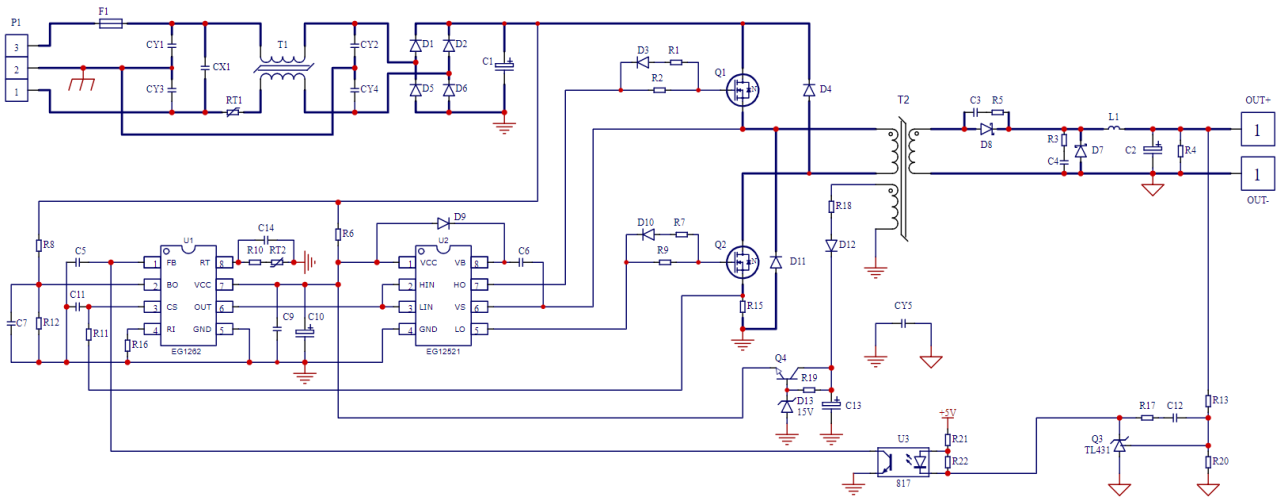 P1
F1
3
2
1
CY1
CY3
CX1
T1
RT1
CY2
CY4
D1
D2
D5
D6
C1
D3
R1
R2
Q1
N
D4
T2
C3
R5
D8
L1
R3
C4
D7
C2
R4
OUT+
1
1
OUT-
R8
C5
C11
C7
R12
R11
R16
U1
1 FB RT 8
2 BO VCC 7
3 CS OUT 6
4 RI GND 5
EG1262
C14
R10
RT2
C9
C10
R6
D9
U2
1 VCC VB 8
2 HIN HO 7
3 LIN VS 6
4 GND LO 5
EG12521
C6
D10
R7
R9
Q2
N
D11
R15
R18
D12
CY5
Q4
R19
D13
15V
C13
U3
817
+5V
R21
R22
R17
C12
R13
Q3
TL431
R20